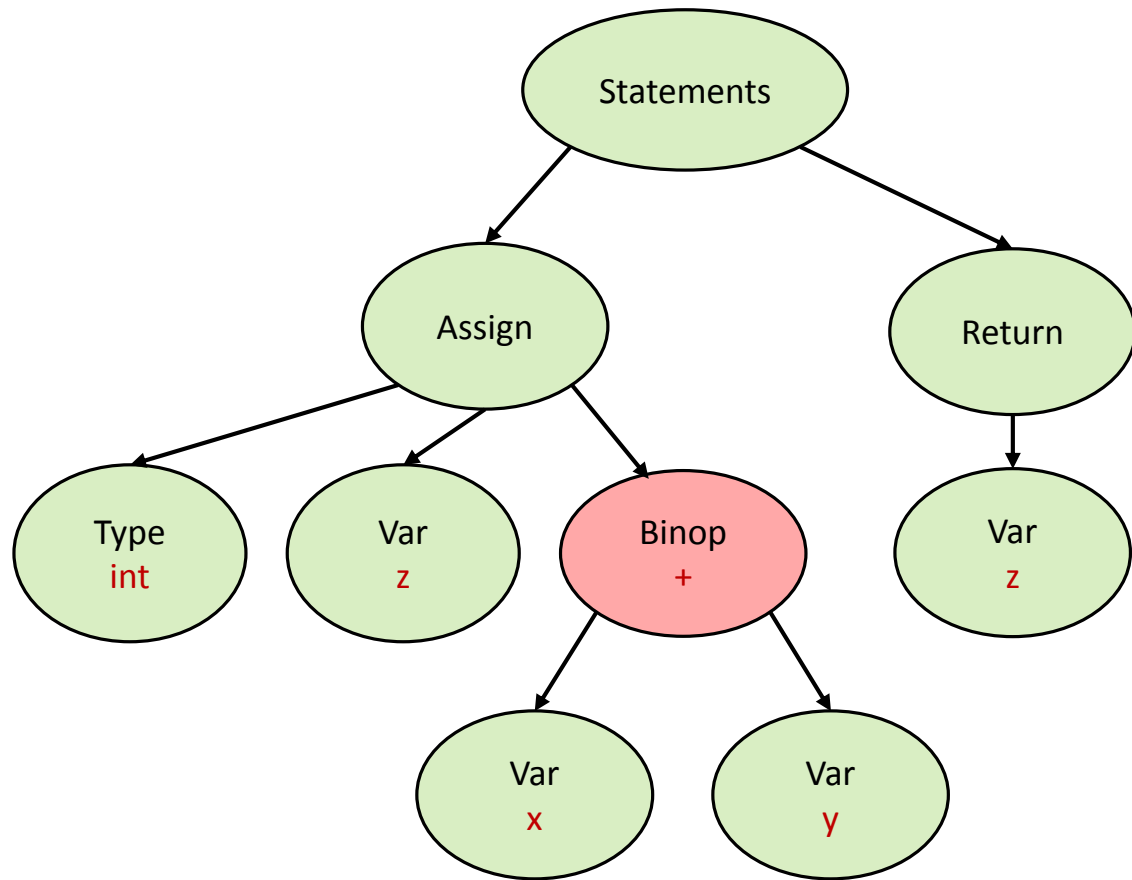 Statements
Assign
Return
Type
int
Var
z
Binop
+
Var
z
Var
x
Var
y